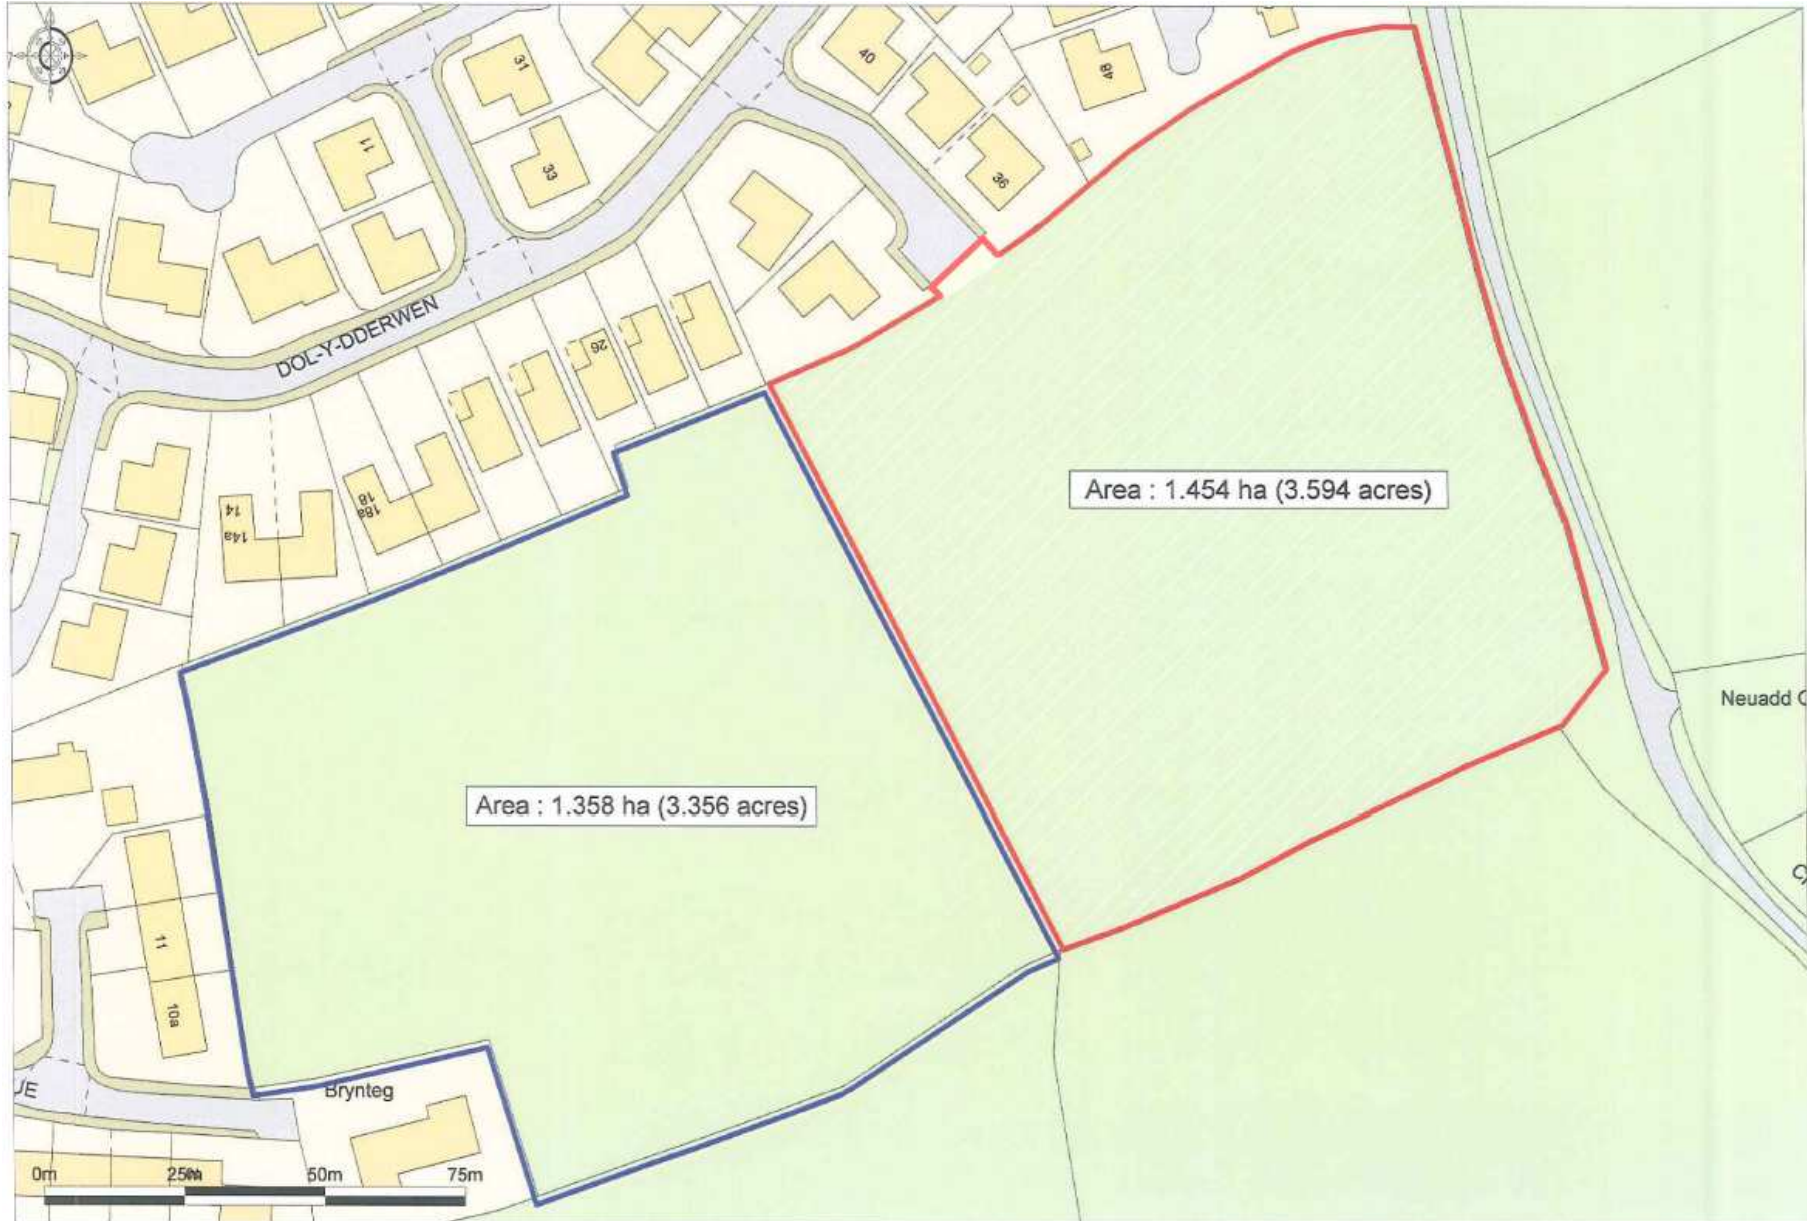 40
48
31
11
33
36
DOL-Y-DDERWEN
26
18
18a
14
14a
Area : 1.454 ha (3.594 acres)
Neuadd
Area : 1.358 ha (3.356 acres)
11
10a
Brynteg
0m
25m
50m
75m